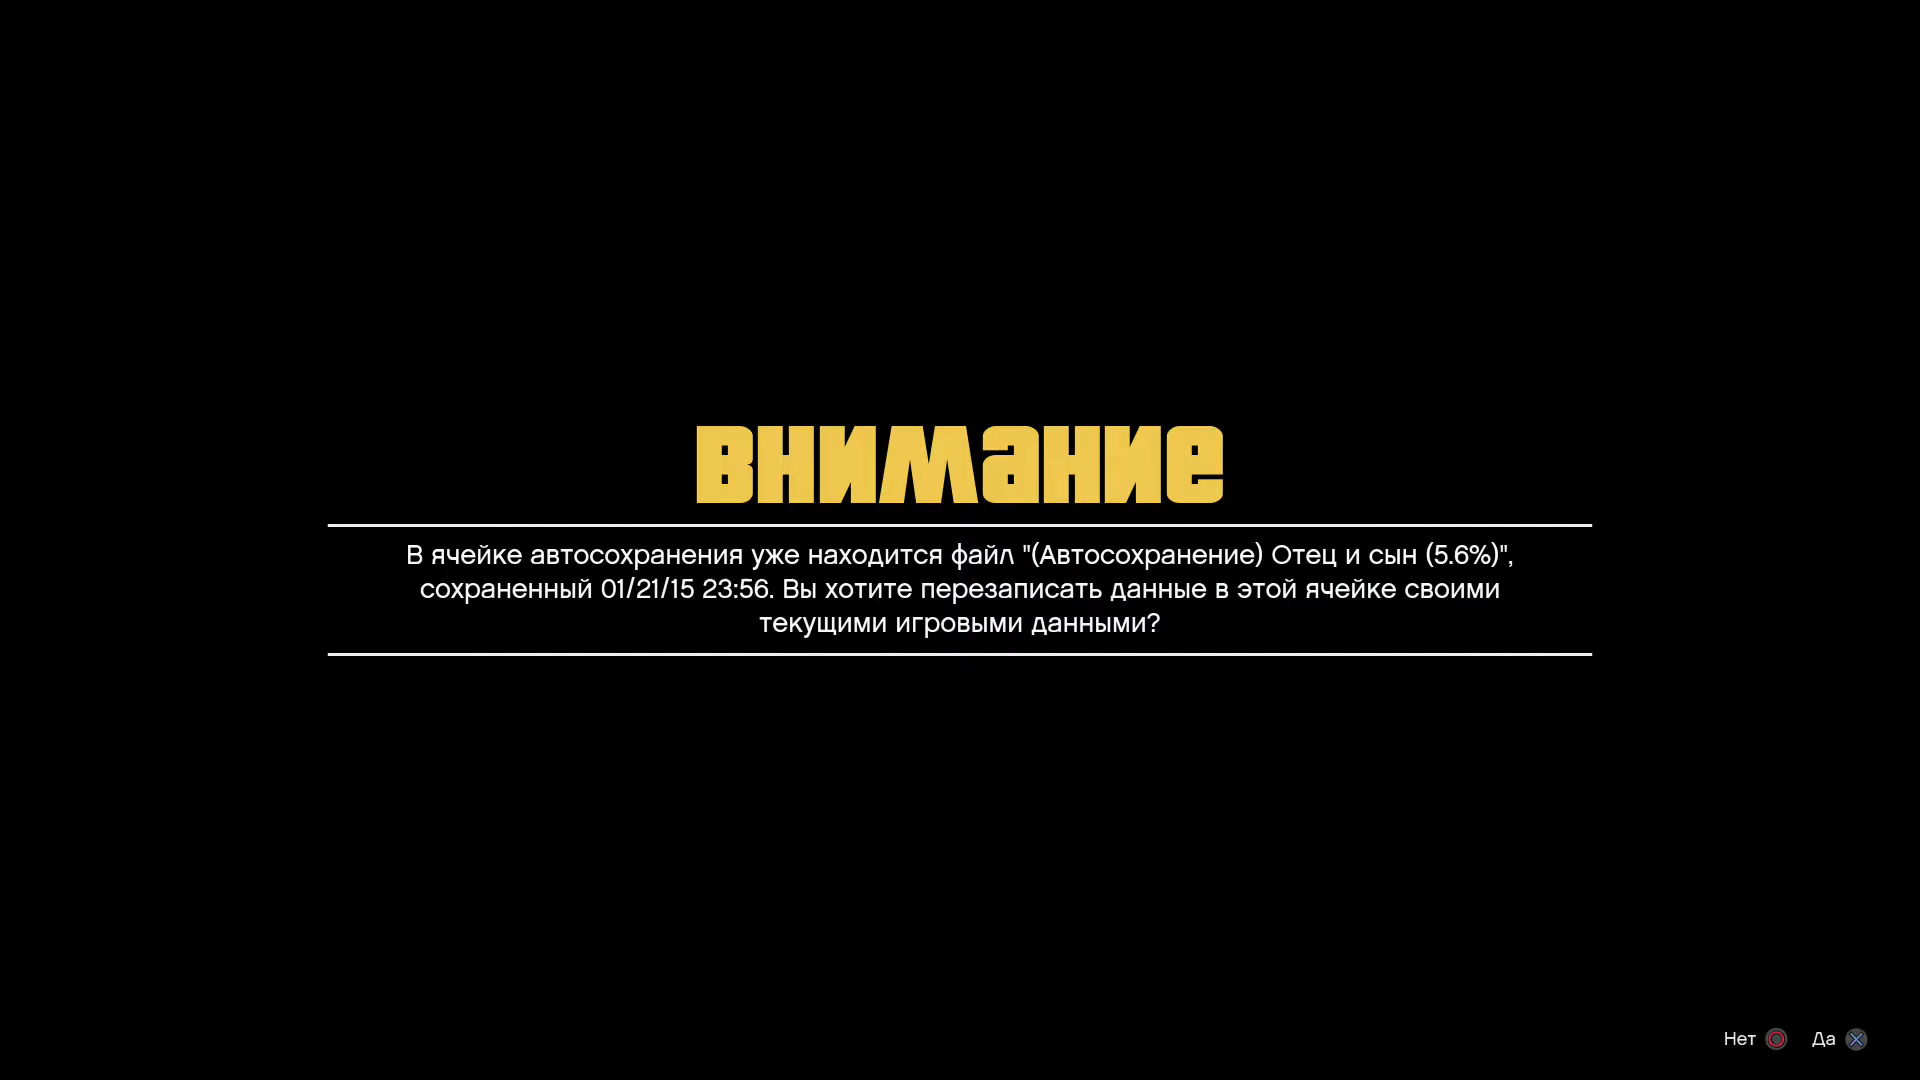 внимание
В ячейке автосохранения уже находится файл "(Автосохранение) Отец и сын (5.6%)",
сохраненный 01/21/15 23:56. Вы хотите перезаписать данные в этой ячейке своими
текущими игровыми данными?
Нет Да